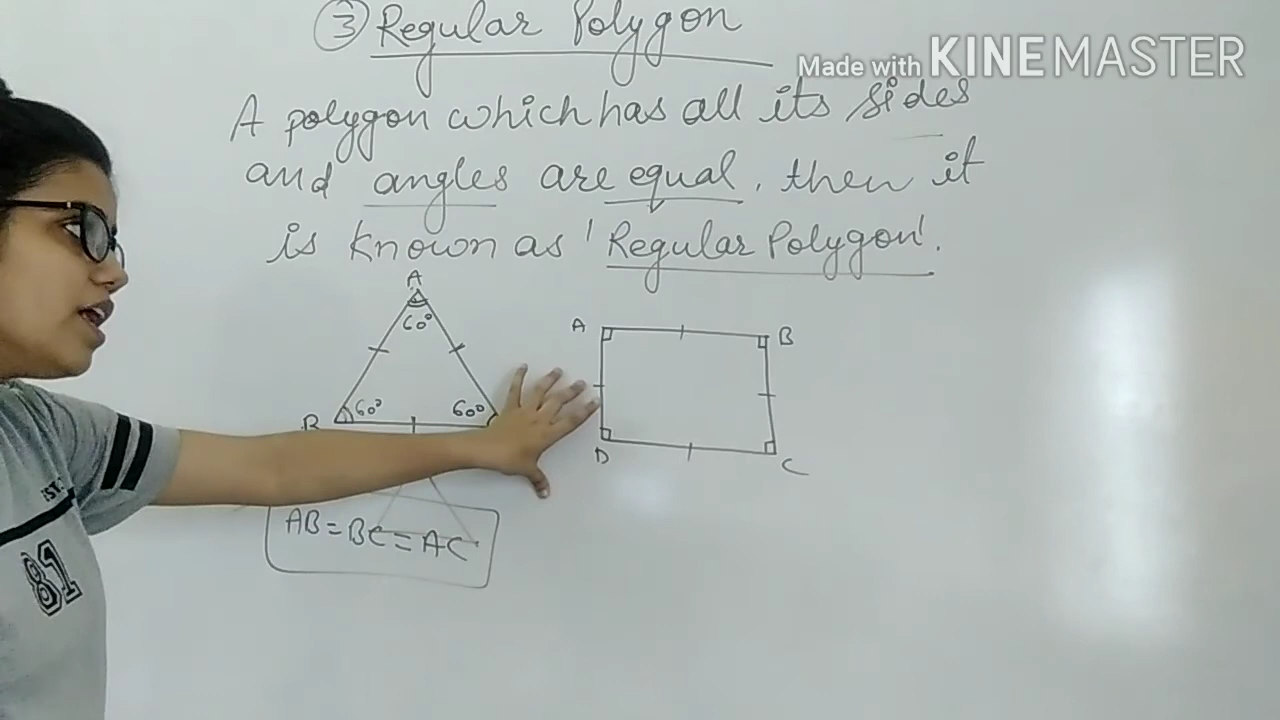 ③ Regular Polygon
Made with KINEMASTER
A polygon which has all its sides
and angles are equal, then it
is known as 'Regular Polygon'.
A
60°
A
B
B
60°
60°
D
C
AB = BC = AC
81